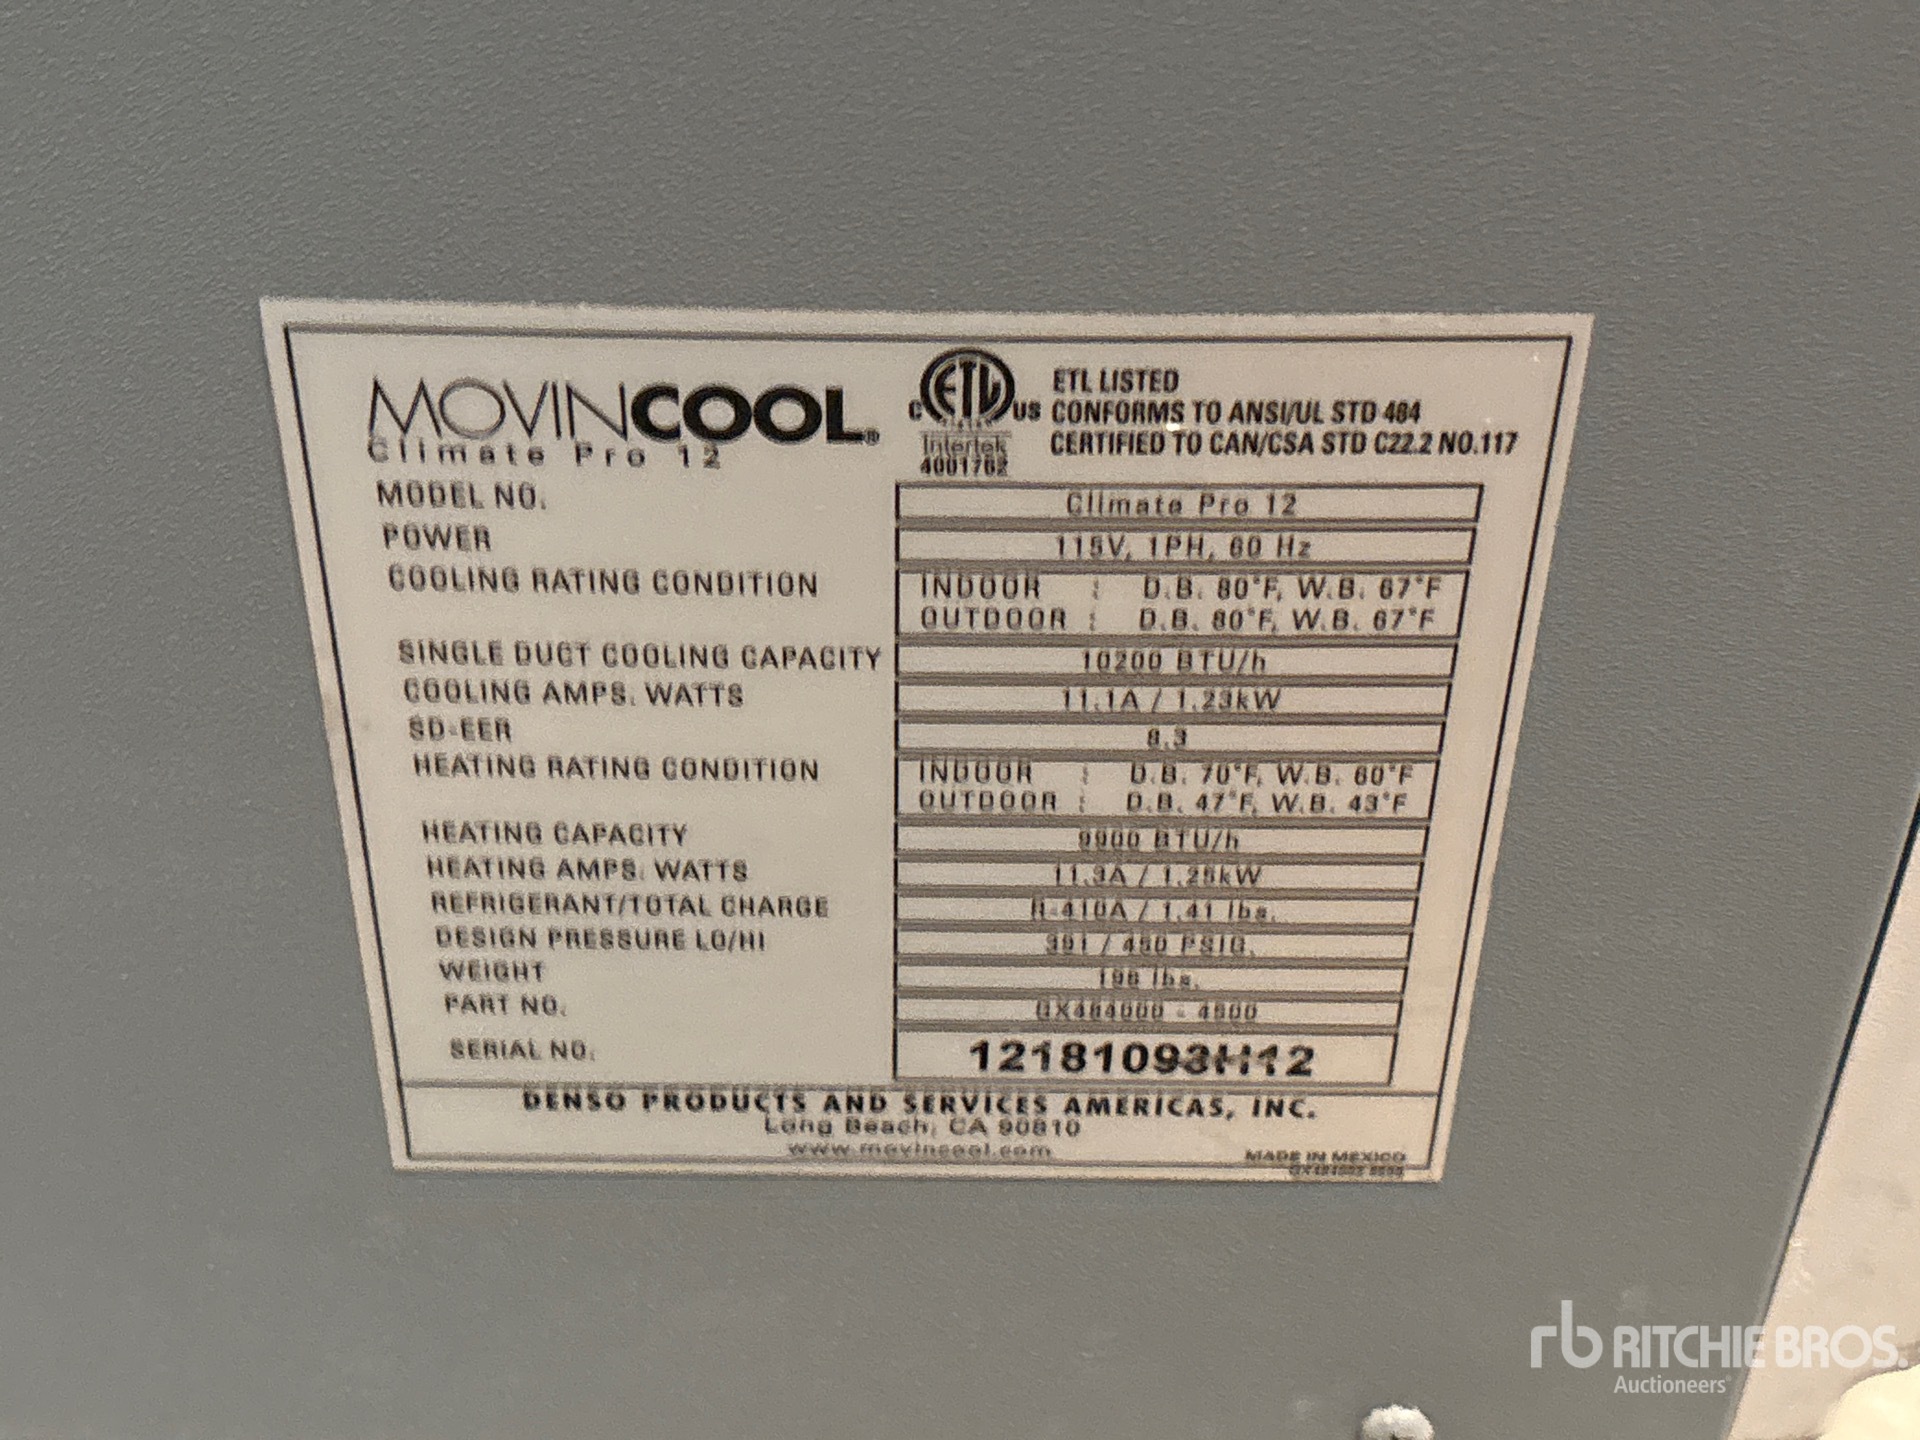 MOVINCOOL®
Climate Pro 12
C ETL US
Intertek
4001762
ETL LISTED
CONFORMS TO ANSI/UL STD 484
CERTIFIED TO CAN/CSA STD C22.2 NO.117
MODEL NO. Climate Pro 12
POWER 115V, 1PH, 60 Hz
COOLING RATING CONDITION INDOOR : D.B. 80°F, W.B. 67°F
OUTDOOR : D.B. 80°F, W.B. 67°F
SINGLE DUCT COOLING CAPACITY 10200 BTU/h
COOLING AMPS. WATTS 11.1A / 1.23kW
SD-EER 8.3
HEATING RATING CONDITION INDOOR : D.B. 70°F, W.B. 60°F
OUTDOOR : D.B. 47°F, W.B. 43°F
HEATING CAPACITY 9900 BTU/h
HEATING AMPS. WATTS 11.3A / 1.25kW
REFRIGERANT/TOTAL CHARGE R-410A / 1.41 lbs.
DESIGN PRESSURE LO/HI 391 / 450 PSIG.
WEIGHT 198 lbs.
PART NO. 
SERIAL NO. 12181093H12
DENSO PRODUCTS AND SERVICES AMERICAS, INC.
Long Beach, CA 90810
www.movincool.com
MADE IN MEXICO
rb RITCHIE BROS.
Auctioneers